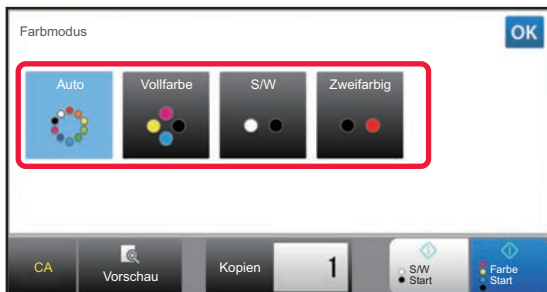 Farbmodus
OK
Auto
Vollfarbe
S/W
Zweifarbig
CA
Vorschau
Kopien
1
S/W
Start
Farbe
Start